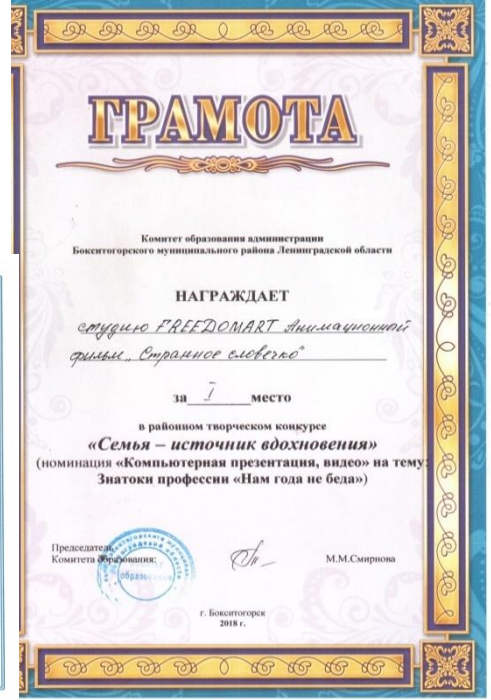 ГРАМОТА
Комитет образования администрации
Бокситогорского муниципального района Ленинградской области
НАГРАЖДАЕТ
студию FREEDOMART Анимационный
фильм „Странное словечко"
за I место
в районном творческом конкурсе
«Семья – источник вдохновения»
(номинация «Компьютерная презентация, видео» на тему:
Знатоки профессии «Нам года не беда»)
Председатель
Комитета образования:
М.М.Смирнова
г. Бокситогорск
2018 г.